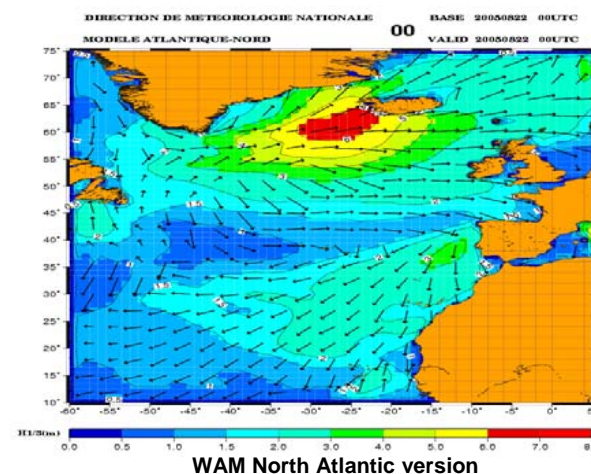 DIRECTION DE METEOROLOGIE NATIONALE 00 BASE 20050822 00UTC
MODELE ATLANTIQUE-NORD VALID 20050822 00UTC
75°
70°
65°
60°
55°
50°
45°
40°
35°
30°
25°
20°
15°
10°
-60° -55° -50° -45° -40° -35° -30° -25° -20° -15° -10° -5° 0° 5°
H1/3(m) 0.0 0.5 1.0 2.0 3.0 4.0 5.0 6.0 7.0
WAM North Atlantic version